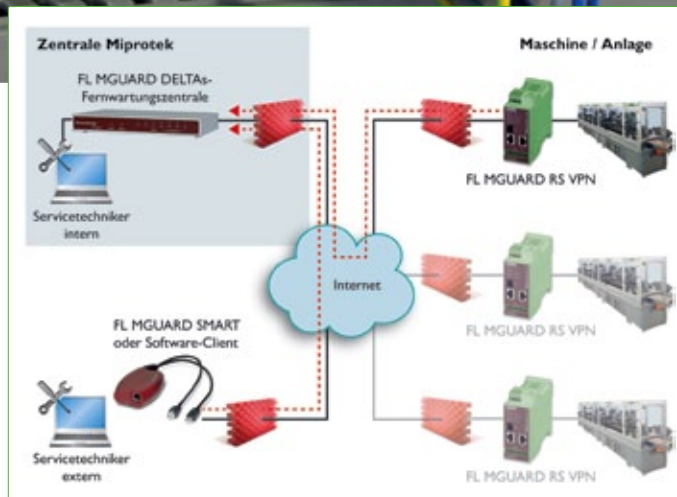 Zentrale Miprotek
Maschine / Anlage
FL MGUARD DELTAs-
Fernwartungszentrale
Servicetechniker
intern
FL MGUARD RS VPN
Internet
FL MGUARD RS VPN
FL MGUARD SMART
oder Software-Client
Servicetechniker
extern
FL MGUARD RS VPN